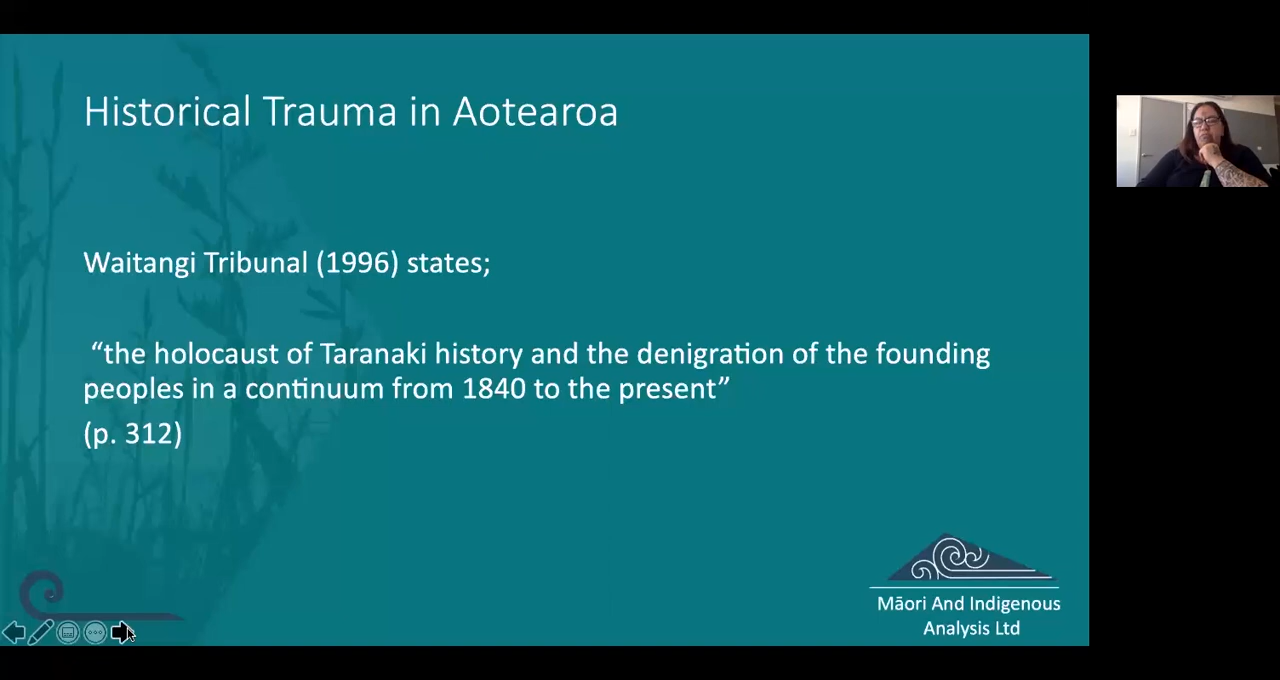 Historical Trauma in Aotearoa
Waitangi Tribunal (1996) states;
“the holocaust of Taranaki history and the denigration of the founding
peoples in a continuum from 1840 to the present”
(p. 312)
Māori And Indigenous
Analysis Ltd